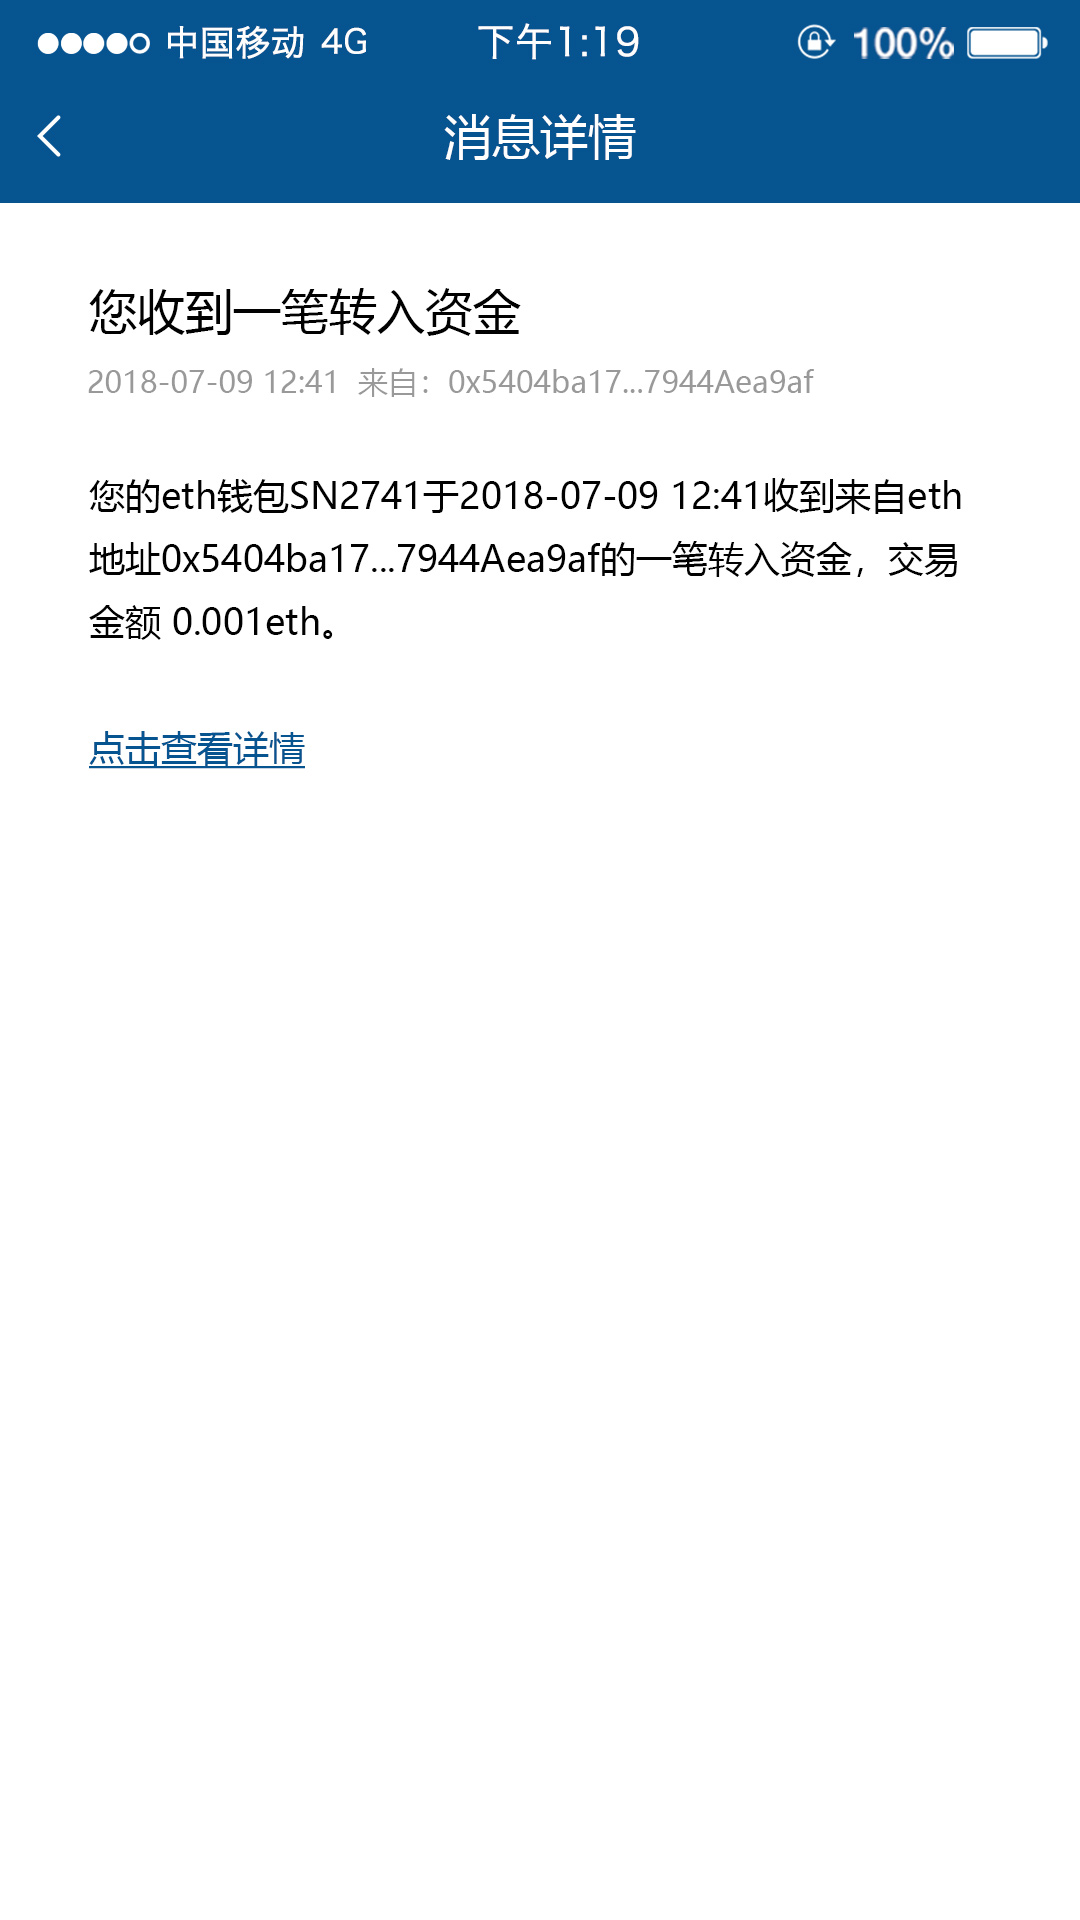 中国移动 4G 下午1:19 100%
消息详情
您收到一笔转入资金
2018-07-09 12:41 来自：0x5404ba17...7944Aea9af
您的eth钱包SN2741于2018-07-09 12:41收到来自eth
地址0x5404ba17...7944Aea9af的一笔转入资金，交易
金额 0.001eth。
点击查看详情